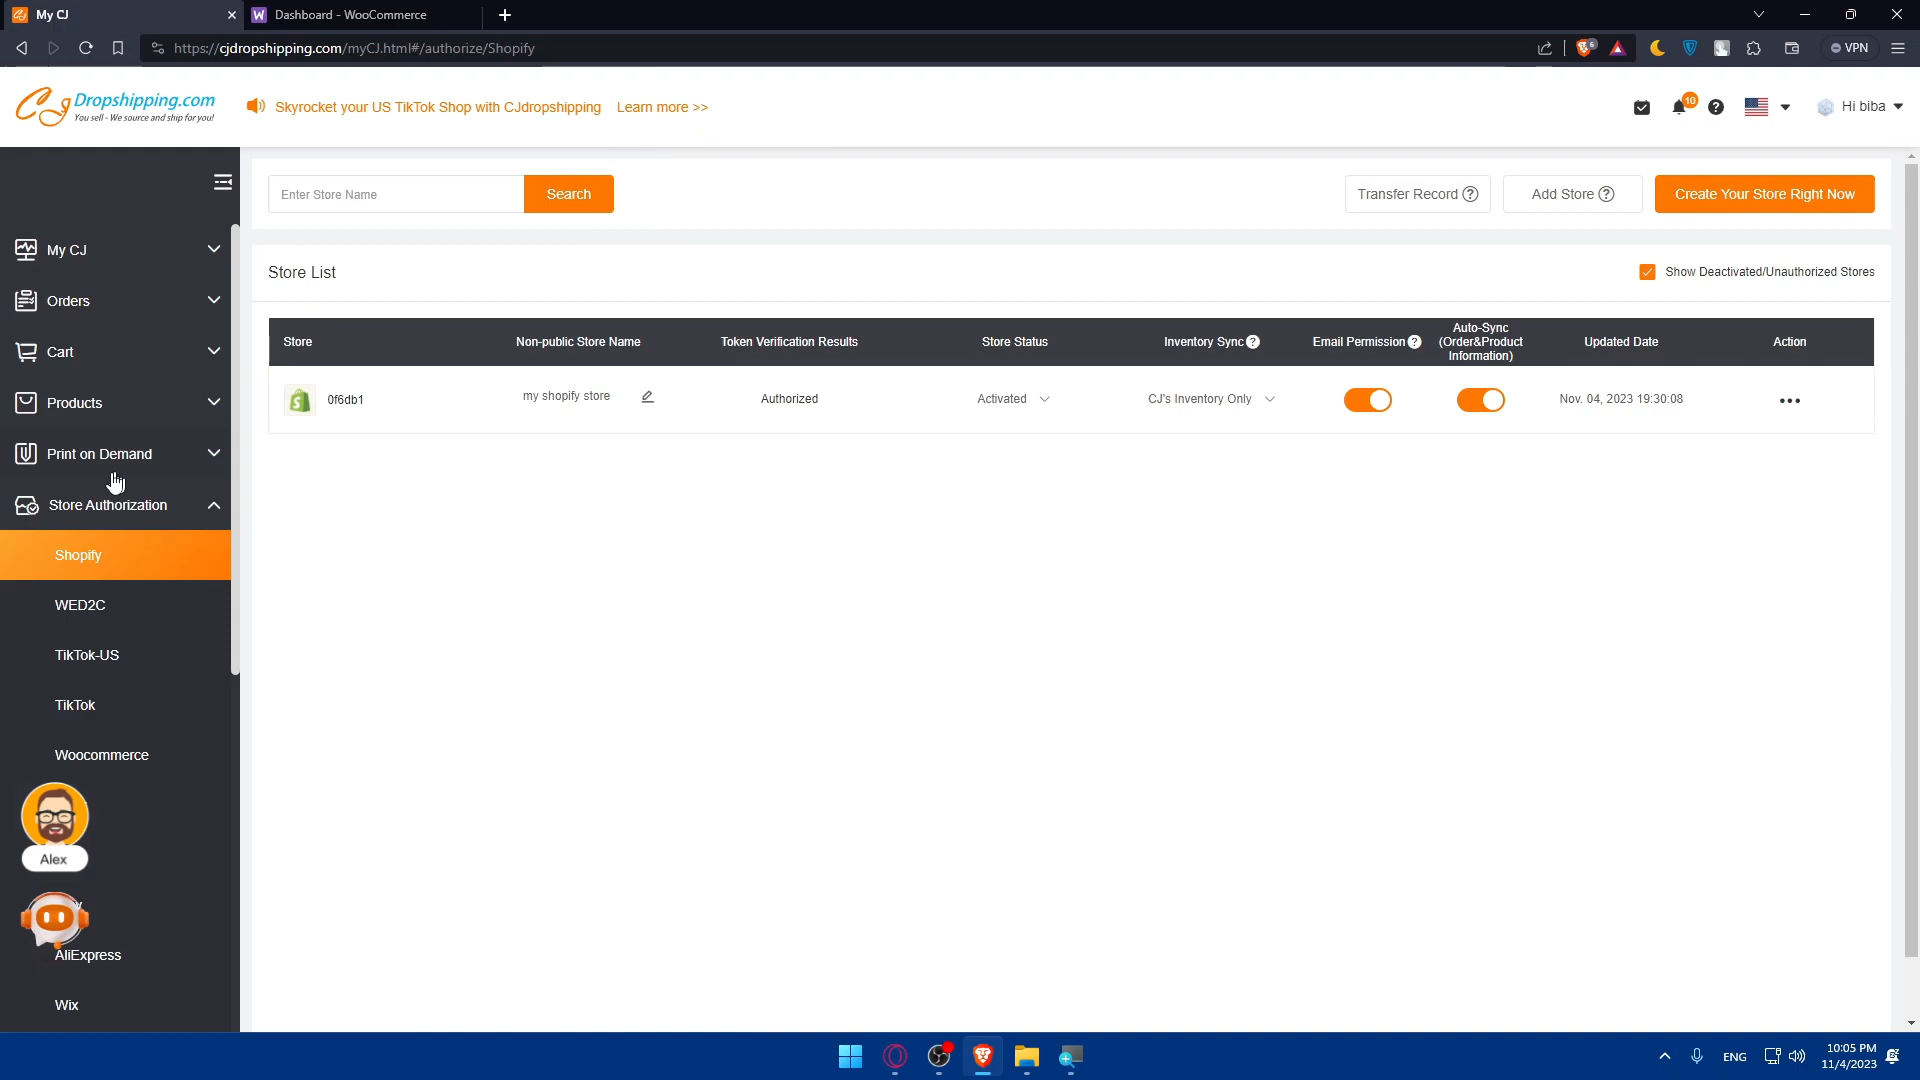 My CJ
Dashboard - WooCommerce
https://cjdropshipping.com/myCJ.html#/authorize/Shopify
6
VPN
CJ Dropshipping.com
You sell - We source and ship for you!
Skyrocket your US TikTok Shop with CJdropshipping Learn more >>
10
Hi biba
Enter Store Name
Search
Transfer Record ?
Add Store ?
Create Your Store Right Now
My CJ
Orders
Cart
Products
Print on Demand
Store Authorization
Shopify
WED2C
TikTok-US
TikTok
Woocommerce
Alex
AliExpress
Wix
Store List
Show Deactivated/Unauthorized Stores
Store
Non-public Store Name
Token Verification Results
Store Status
Inventory Sync ?
Email Permission ?
Auto-Sync
(Order&Product
Information)
Updated Date
Action
0f6db1
my shopify store
Authorized
Activated
CJ's Inventory Only
Nov. 04, 2023 19:30:08
ENG
10:05 PM
11/4/2023